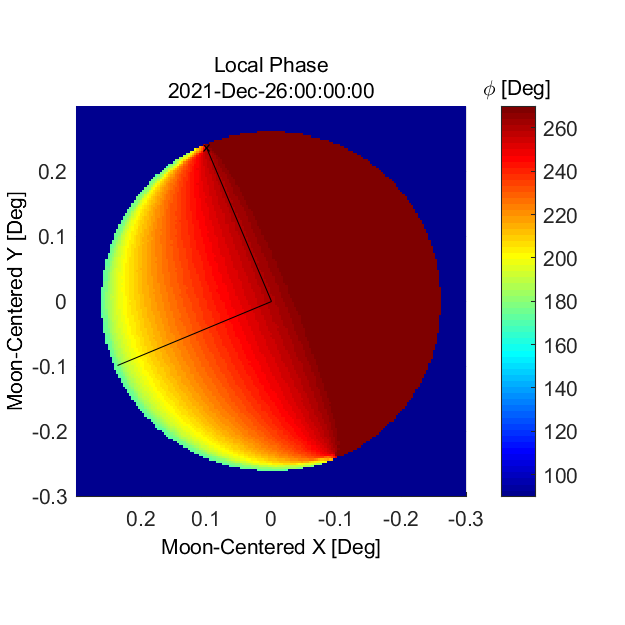 Local Phase
2021-Dec-26:00:00:00:00
ϕ [Deg]
Moon-Centered Y [Deg]
0.2
0.1
0
-0.1
-0.2
-0.3
0.2 0.1 0 -0.1 -0.2 -0.3
Moon-Centered X [Deg]
260
240
220
200
180
160
140
120
100